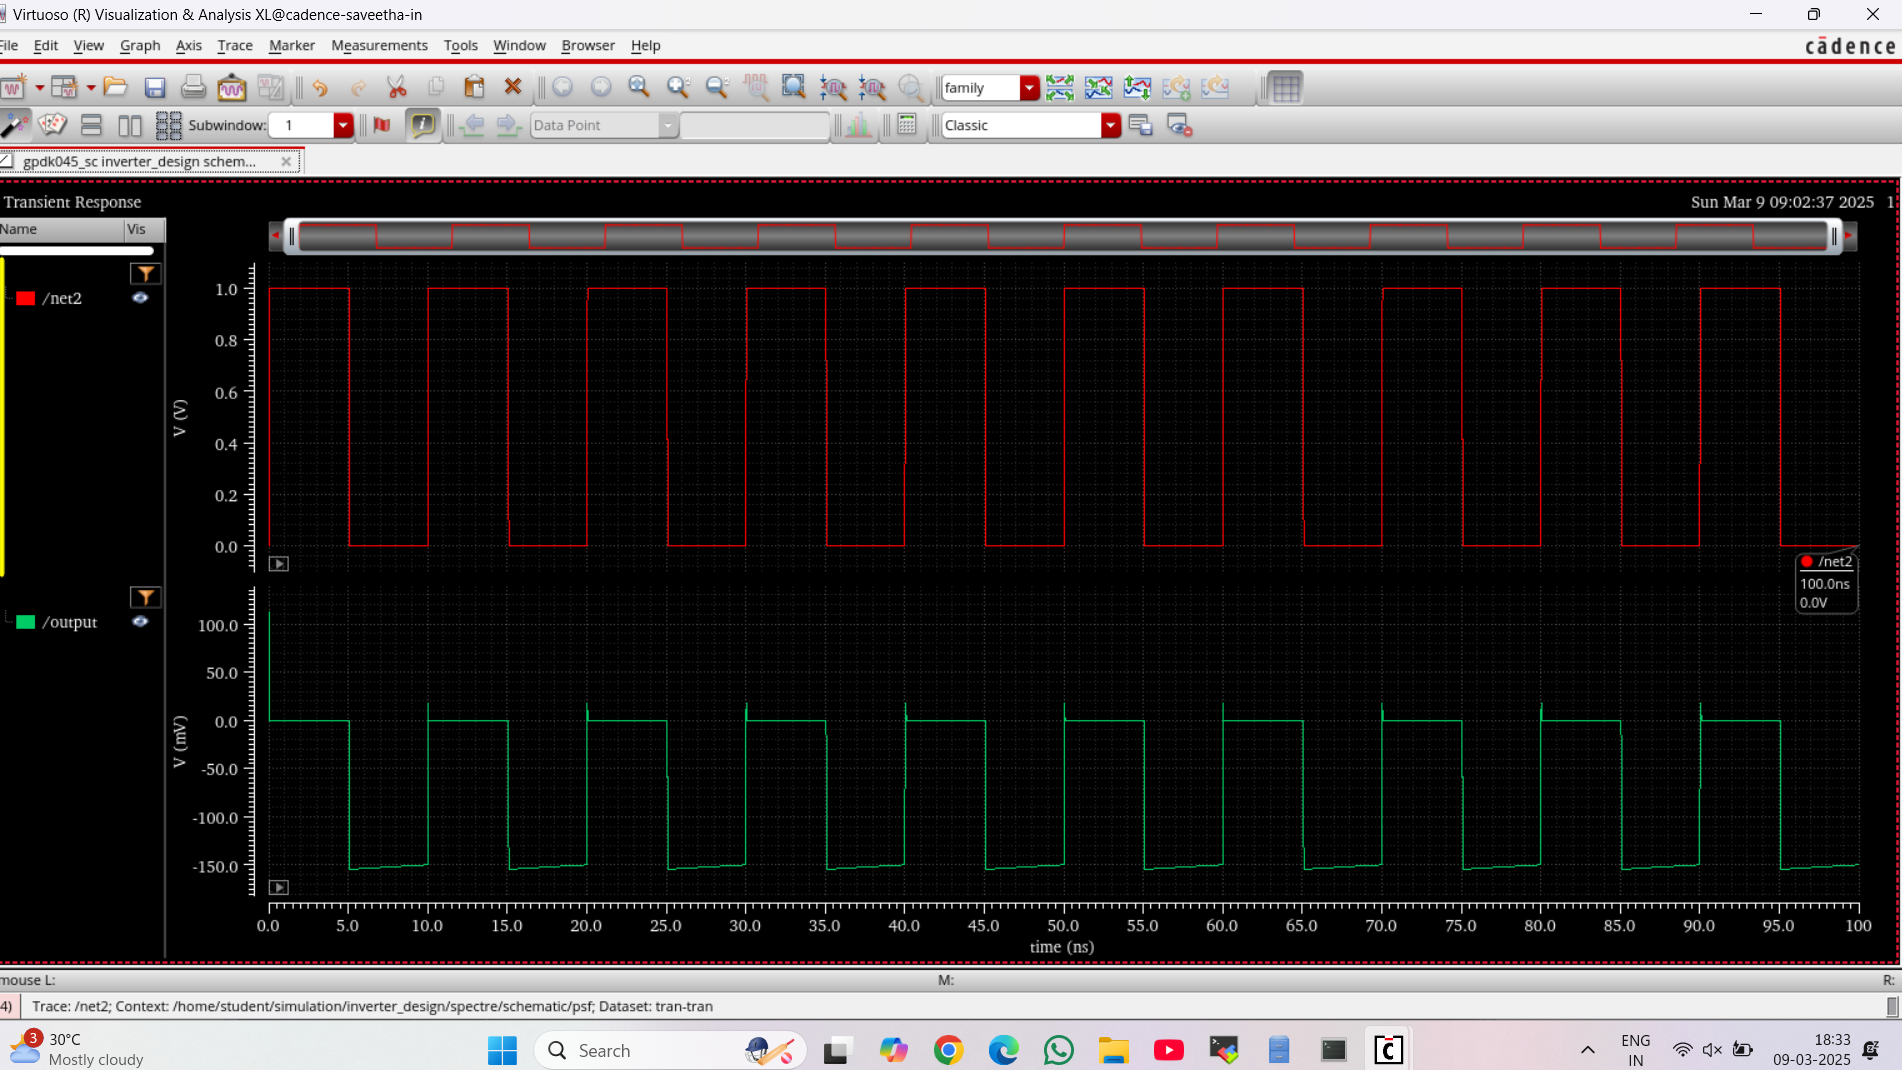 Virtuoso (R) Visualization & Analysis XL@cadence-saveetha-in
File Edit View Graph Axis Trace Marker Measurements Tools Window Browser Help
cādence
family
Subwindow: 1
Data Point
Classic
gpdk045_sc inverter_design schem...
Transient Response
Sun Mar 9 09:02:37 2025 1
Name Vis
/net2
1.0
0.8
0.6
0.4
0.2
0.0
V (V)
/net2
100.0ns
0.0V
/output
100.0
50.0
0.0
-50.0
-100.0
-150.0
V (mV)
0.0 5.0 10.0 15.0 20.0 25.0 30.0 35.0 40.0 45.0 50.0 55.0 60.0 65.0 70.0 75.0 80.0 85.0 90.0 95.0 100
time (ns)
mouse L: M: R:
4) Trace: /net2; Context: /home/student/simulation/inverter_design/spectre/schematic/psf; Dataset: tran-tran
3
30°C
Mostly cloudy
Search
ENG
IN
18:33
09-03-2025